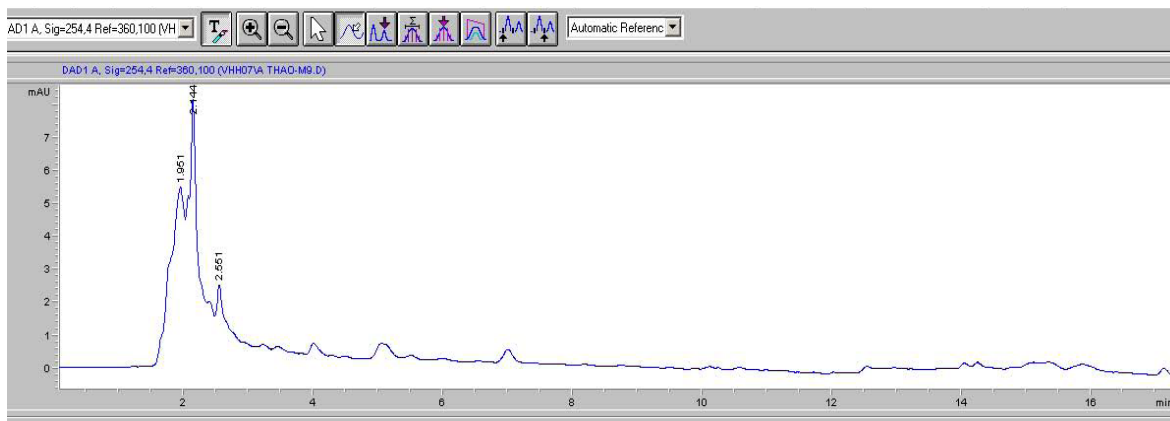 AD1 A, Sig=254,4 Ref=360,100 (VH
T
Σ
Automatic Referenc
DAD1 A, Sig=254,4 Ref=360,100 (VHH07\A THAO-M9.D)
mAU
2.144
7
6
1.951
5
4
3
2.551
2
1
0
2 4 6 8 10 12 14 16 min